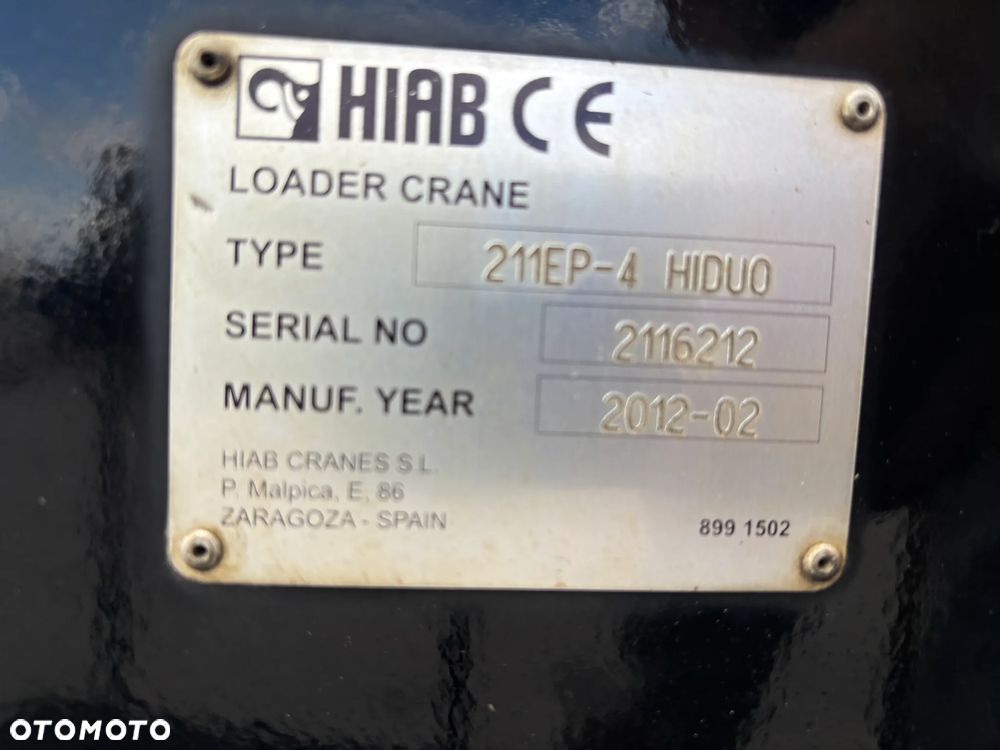 HIAB CE
LOADER CRANE
TYPE 211EP-4 HIDUO
SERIAL NO 2116212
MANUF. YEAR 2012-02
HIAB CRANES S.L.
P. Malpica, E, 86
ZARAGOZA - SPAIN
899 1502
OTOMOTO